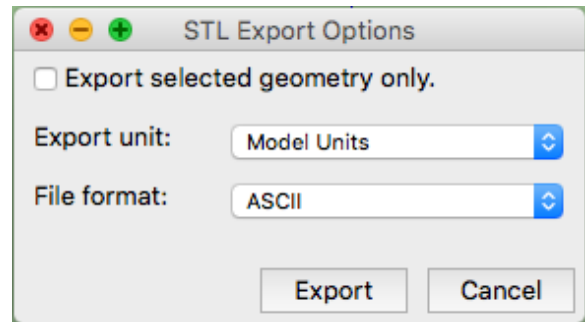 STL Export Options
Export selected geometry only.
Export unit: Model Units
File format: ASCII
Export Cancel